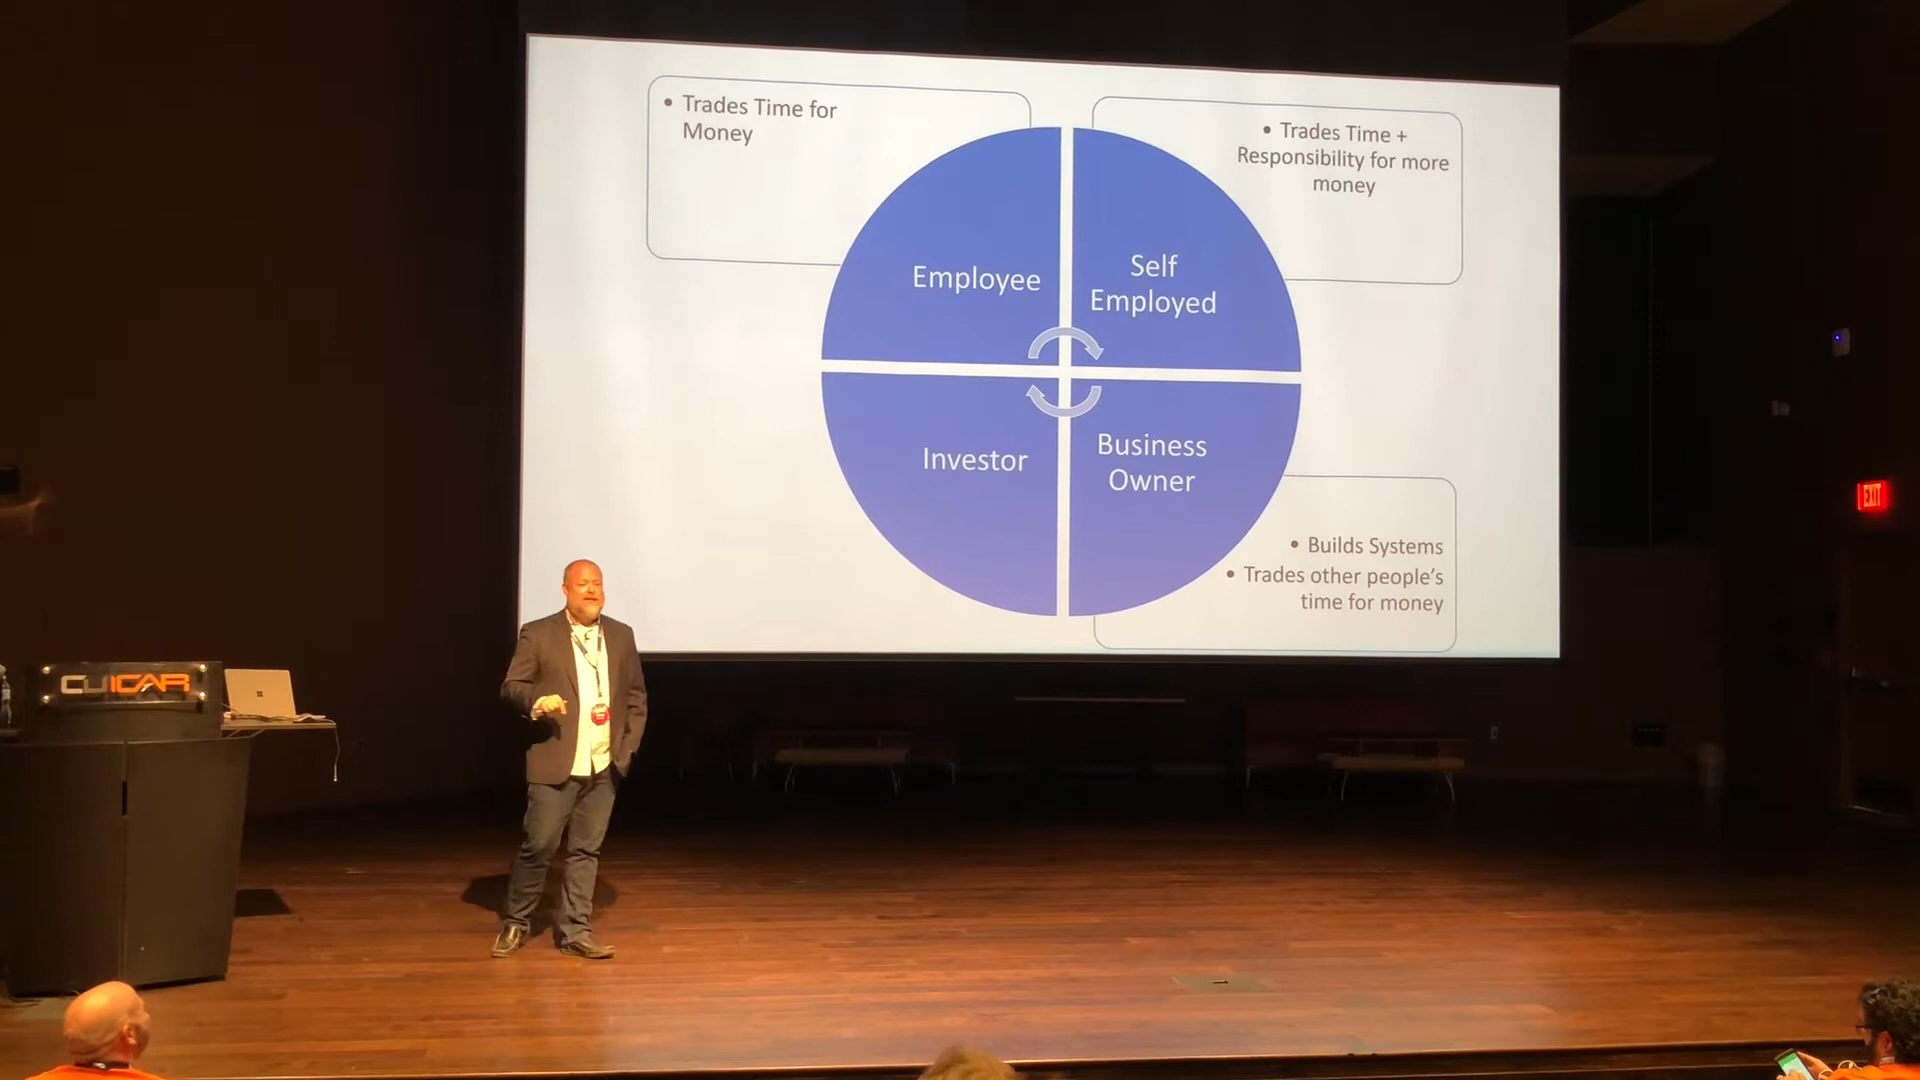 • Trades Time for
Money
• Trades Time +
Responsibility for more
money
Employee
Self
Employed
Investor
Business
Owner
• Builds Systems
• Trades other people's
time for money
CUICAR
EXIT